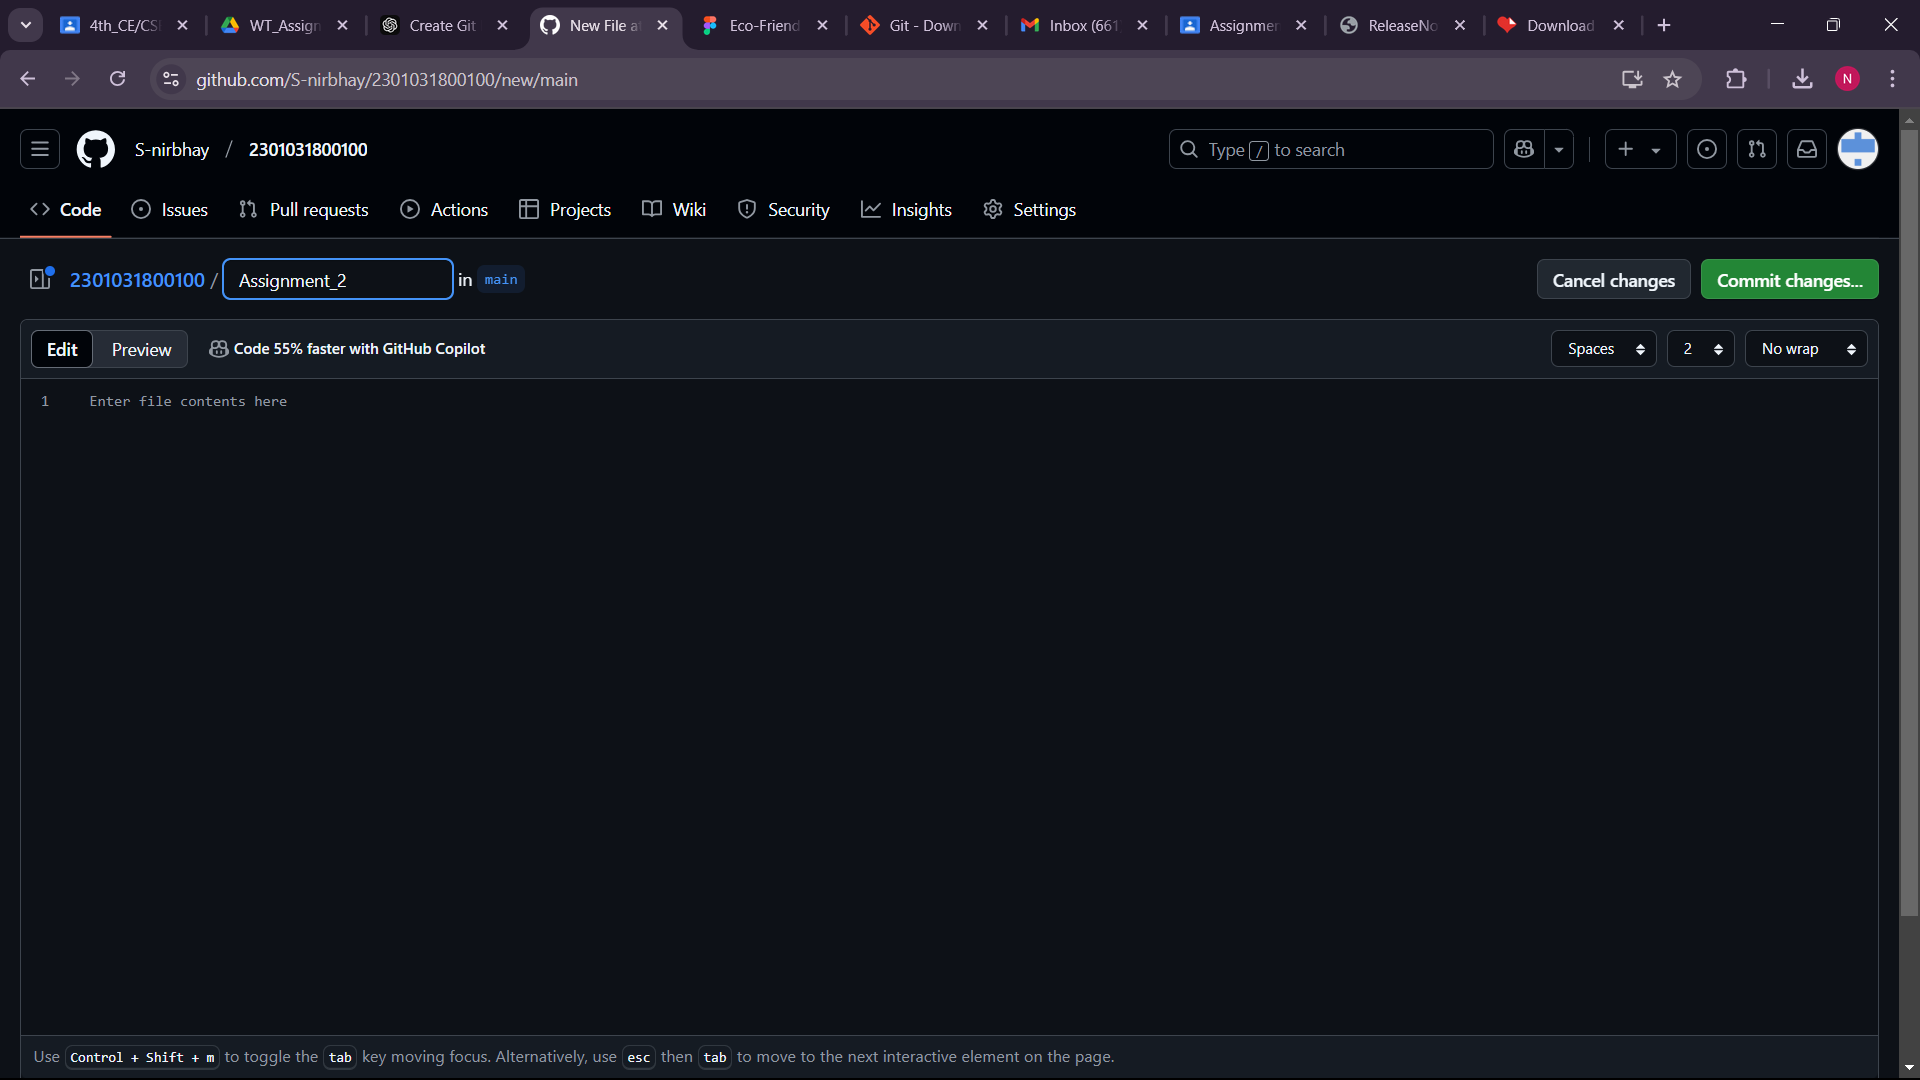 4th_CE/CS
WT_Assign
Create Git
New File a
Eco-Friend
Git - Down
Inbox (661
Assignmen
ReleaseNo
Download
github.com/S-nirbhay/2301031800100/new/main
N
S-nirbhay / 2301031800100
Type / to search
Code
Issues
Pull requests
Actions
Projects
Wiki
Security
Insights
Settings
2301031800100 / Assignment_2 in main
Cancel changes
Commit changes...
Edit
Preview
Code 55% faster with GitHub Copilot
Spaces
2
No wrap
1 Enter file contents here
Use Control + Shift + m to toggle the tab key moving focus. Alternatively, use esc then tab to move to the next interactive element on the page.